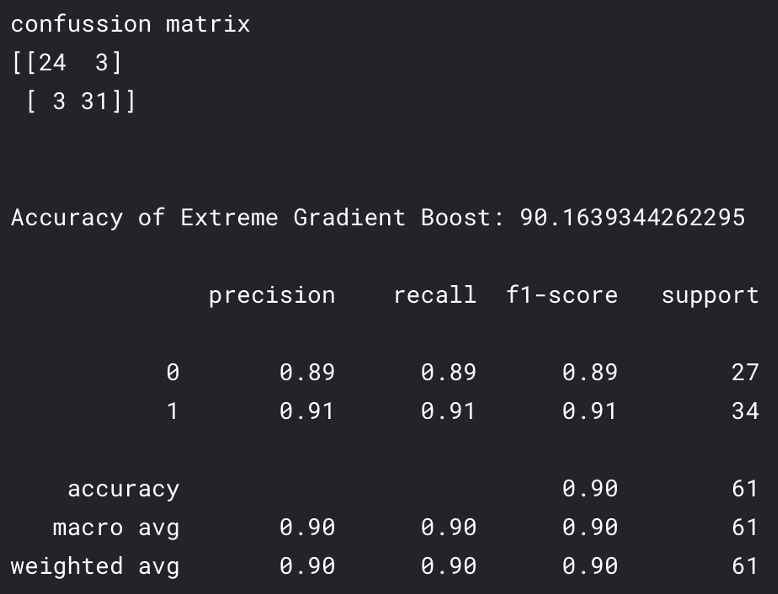 confussion matrix
[[24  3]
 [ 3 31]]
Accuracy of Extreme Gradient Boost: 90.1639344262295
              precision    recall  f1-score   support
           0       0.89      0.89      0.89        27
           1       0.91      0.91      0.91        34
    accuracy                           0.90        61
   macro avg       0.90      0.90      0.90        61
weighted avg       0.90      0.90      0.90        61